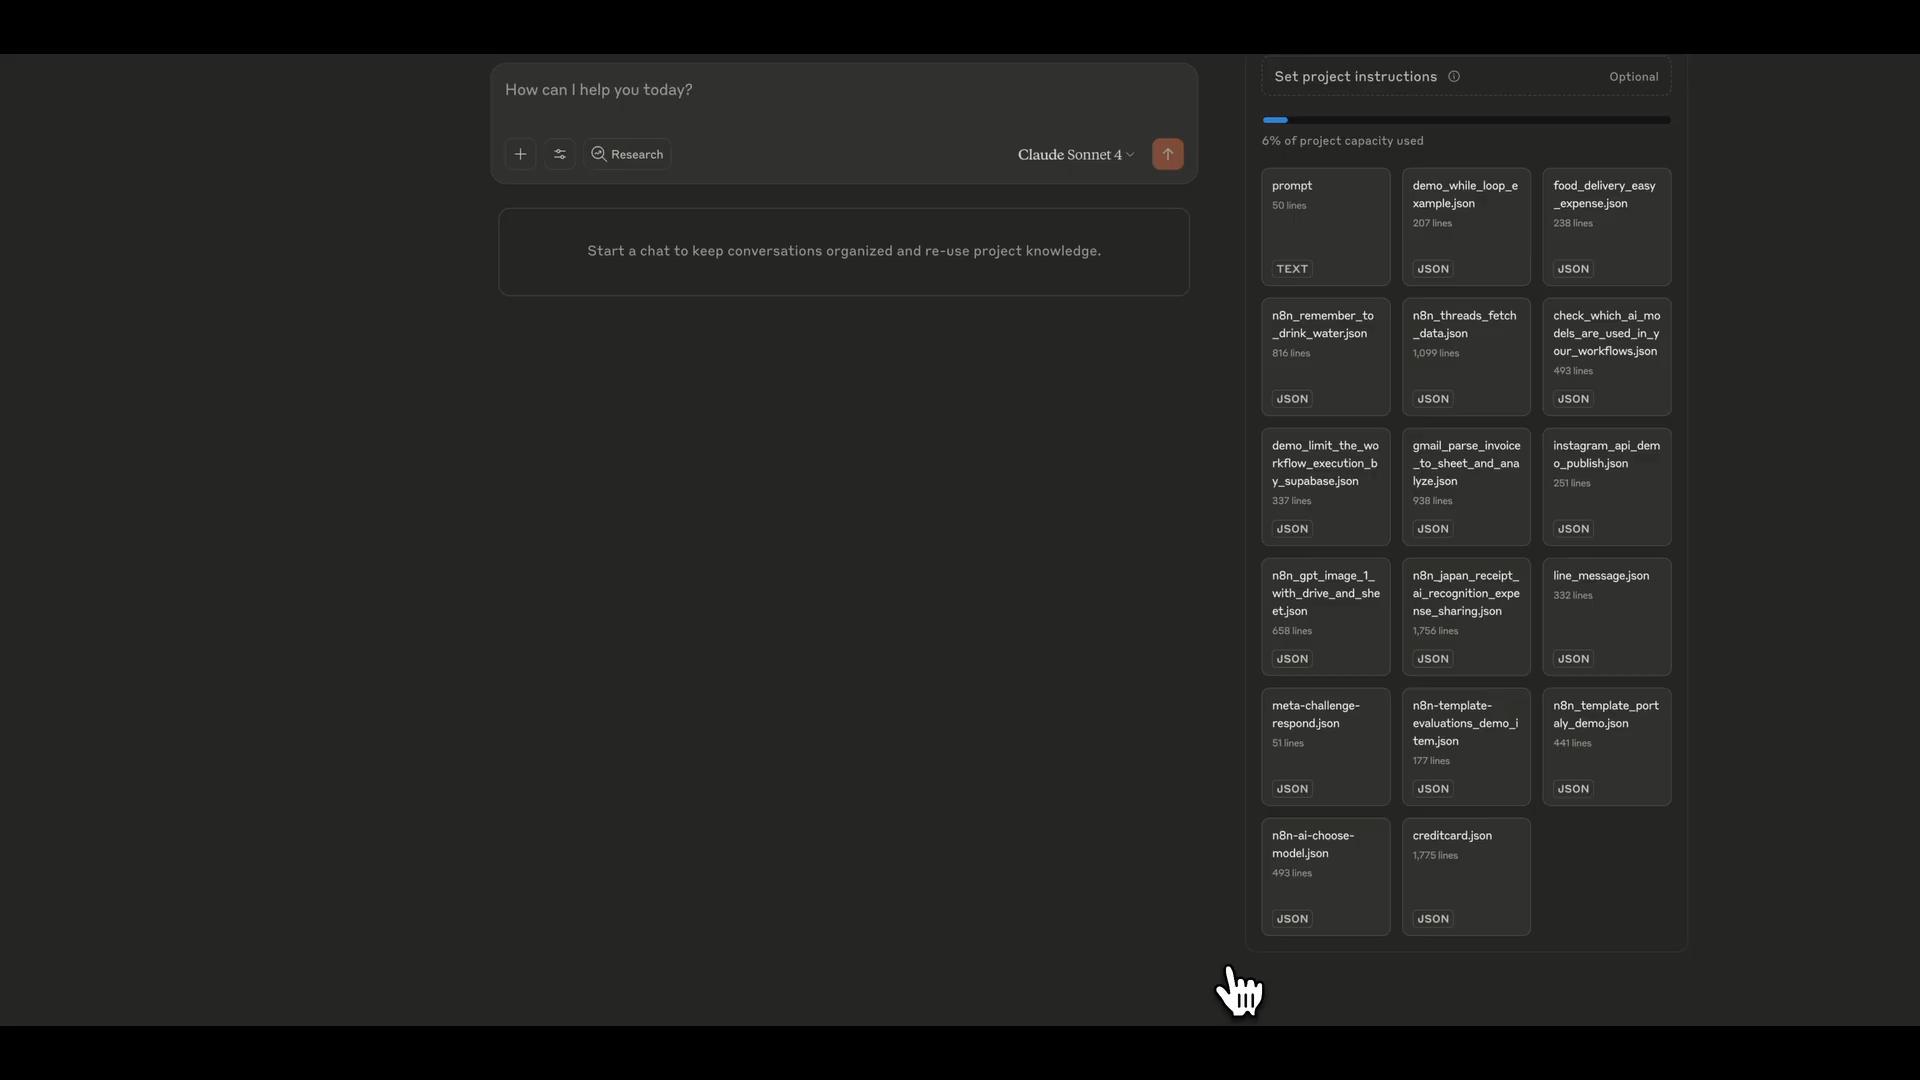 How can I help you today?
Research
Claude Sonnet 4
Start a chat to keep conversations organized and re-use project knowledge.
Set project instructions
Optional
6% of project capacity used
prompt
50 lines
TEXT
demo_while_loop_e
xample.json
207 lines
JSON
food_delivery_easy
_expense.json
238 lines
JSON
n8n_remember_to
_drink_water.json
816 lines
JSON
n8n_threads_fetch
_data.json
1,099 lines
JSON
check_which_ai_mo
dels_are_used_in_y
our_workflows.json
493 lines
JSON
demo_limit_the_wo
rkflow_execution_b
y_supabase.json
337 lines
JSON
gmail_parse_invoice
_to_sheet_and_ana
lyze.json
938 lines
JSON
instagram_api_dem
o_publish.json
251 lines
JSON
n8n_gpt_image_1_
with_drive_and_she
et.json
658 lines
JSON
n8n_japan_receipt_
ai_recognition_expe
nse_sharing.json
1,756 lines
JSON
line_message.json
332 lines
JSON
meta-challenge-
respond.json
51 lines
JSON
n8n-template-
evaluations_demo_i
tem.json
177 lines
JSON
n8n_template_port
aly_demo.json
441 lines
JSON
n8n-ai-choose-
model.json
493 lines
JSON
creditcard.json
1,775 lines
JSON